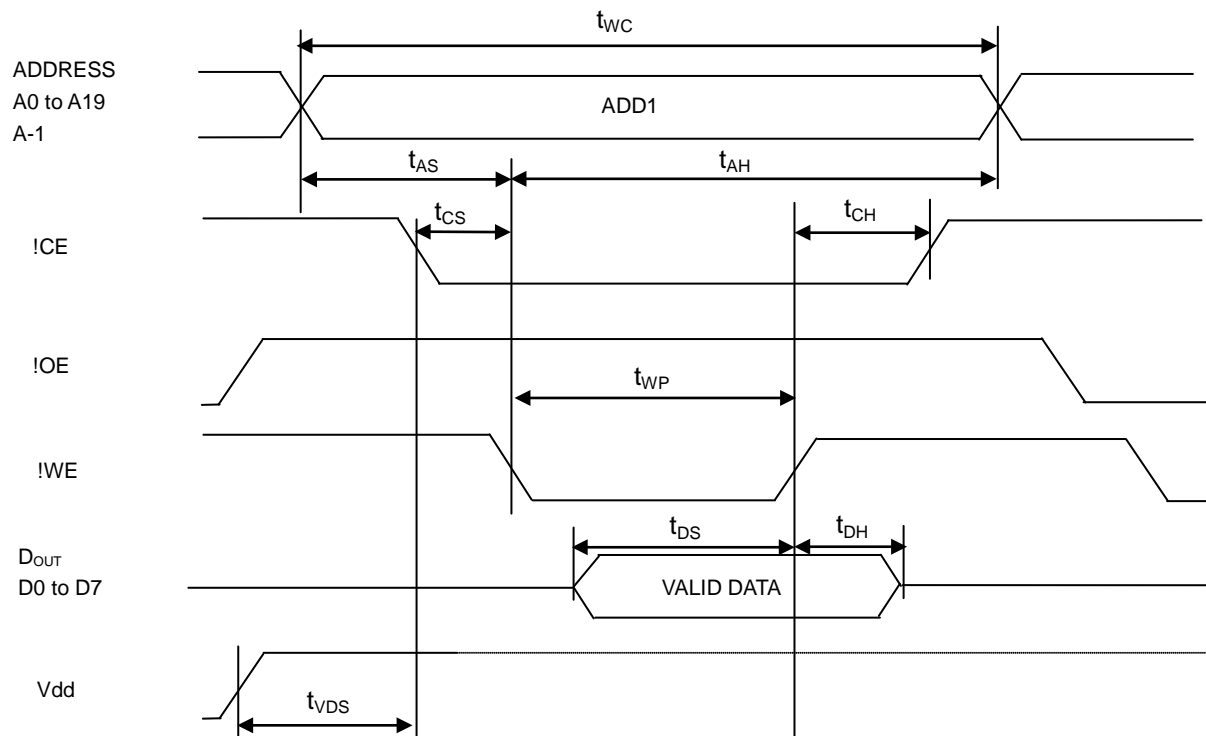 tWC
ADDRESS
A0 to A19
A-1
ADD1
tAS
tAH
tCS
tCH
!CE
!OE
tWP
!WE
tDS
tDH
DOUT
D0 to D7
VALID DATA
Vdd
tVDS